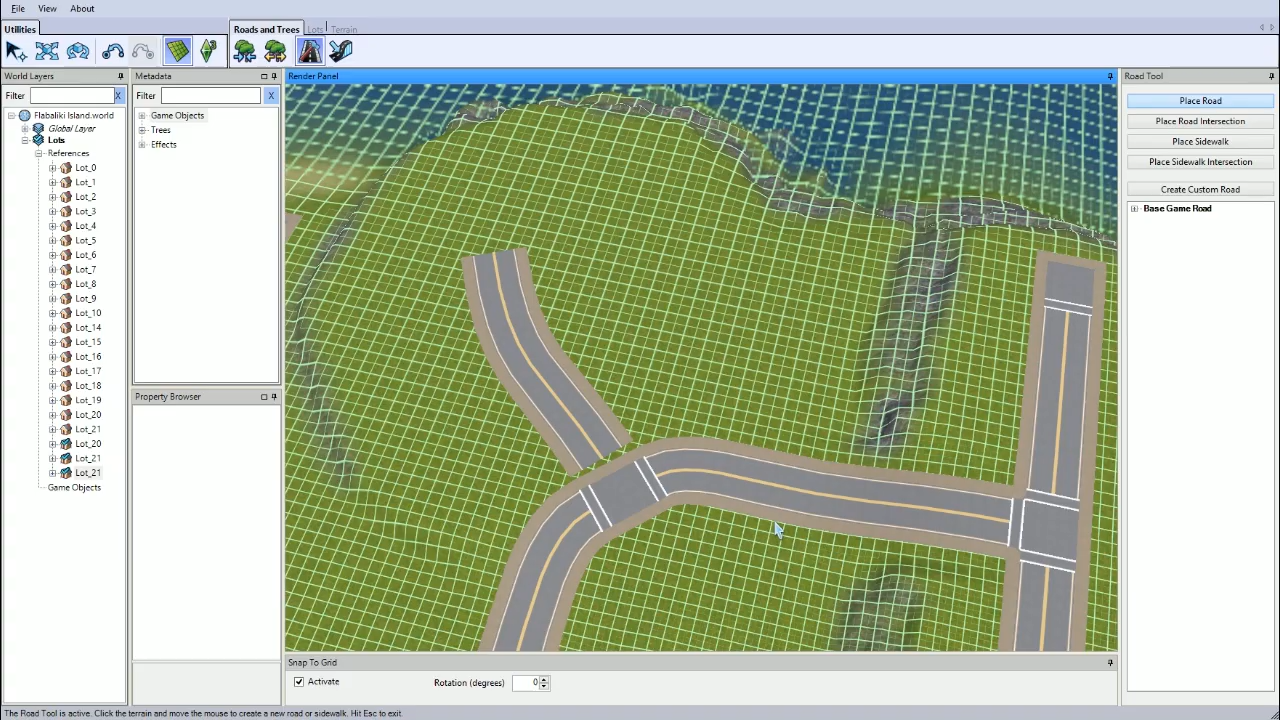 File View About
Utilities
Roads and Trees Lots Terrain
World Layers
Filter X
Flabaliki Island.world
Global Layer
Lots
References
Lot_0
Lot_1
Lot_2
Lot_3
Lot_4
Lot_5
Lot_6
Lot_7
Lot_8
Lot_9
Lot_10
Lot_14
Lot_15
Lot_16
Lot_17
Lot_18
Lot_19
Lot_20
Lot_21
Lot_20
Lot_21
Lot_21
Game Objects
Metadata
Filter X
Game Objects
Trees
Effects
Property Browser
Render Panel
Snap To Grid
Activate Rotation (degrees) 0
Road Tool
Place Road
Place Road Intersection
Place Sidewalk
Place Sidewalk Intersection
Create Custom Road
Base Game Road
The Road Tool is active. Click the terrain and move the mouse to create a new road or sidewalk. Hit Esc to exit.